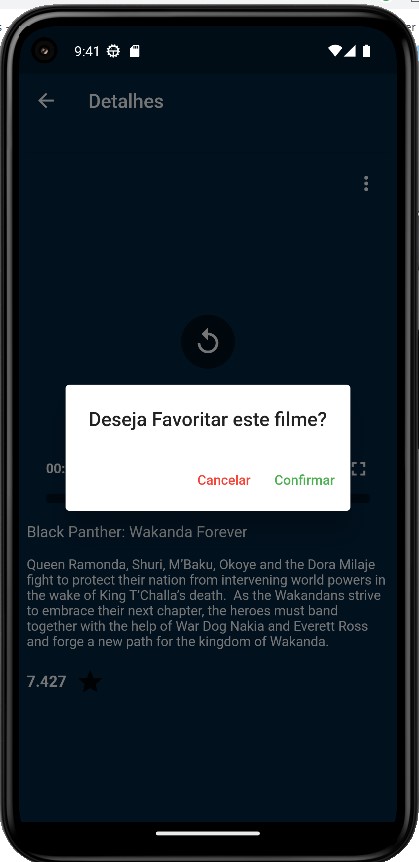 9:41
Detalhes
Deseja Favoritar este filme?
00:
Cancelar
Confirmar
Black Panther: Wakanda Forever
Queen Ramonda, Shuri, M'Baku, Okoye and the Dora Milaje
fight to protect their nation from intervening world powers in
the wake of King T'Challa's death.  As the Wakandans strive
to embrace their next chapter, the heroes must band
together with the help of War Dog Nakia and Everett Ross
and forge a new path for the kingdom of Wakanda.
7.427